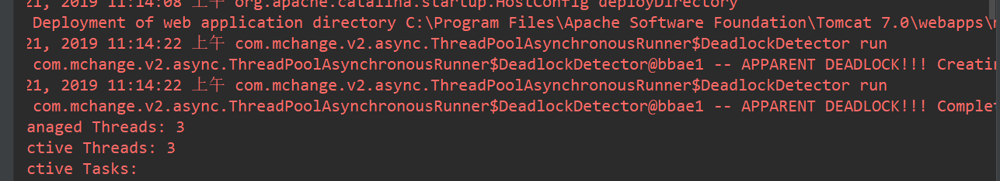 21, 2019 11:14:08 上午 org.apache.catalina.startup.HostConfig deployDirectory
Deployment of web application directory C:\Program Files\Apache Software Foundation\Tomcat 7.0\webapps\
21, 2019 11:14:22 上午 com.mchange.v2.async.ThreadPoolAsynchronousRunner$DeadlockDetector run
com.mchange.v2.async.ThreadPoolAsynchronousRunner$DeadlockDetector@bbae1 -- APPARENT DEADLOCK!!! Creatin
21, 2019 11:14:22 上午 com.mchange.v2.async.ThreadPoolAsynchronousRunner$DeadlockDetector run
com.mchange.v2.async.ThreadPoolAsynchronousRunner$DeadlockDetector@bbae1 -- APPARENT DEADLOCK!!! Complet
anaged Threads: 3
ctive Threads: 3
ctive Tasks: